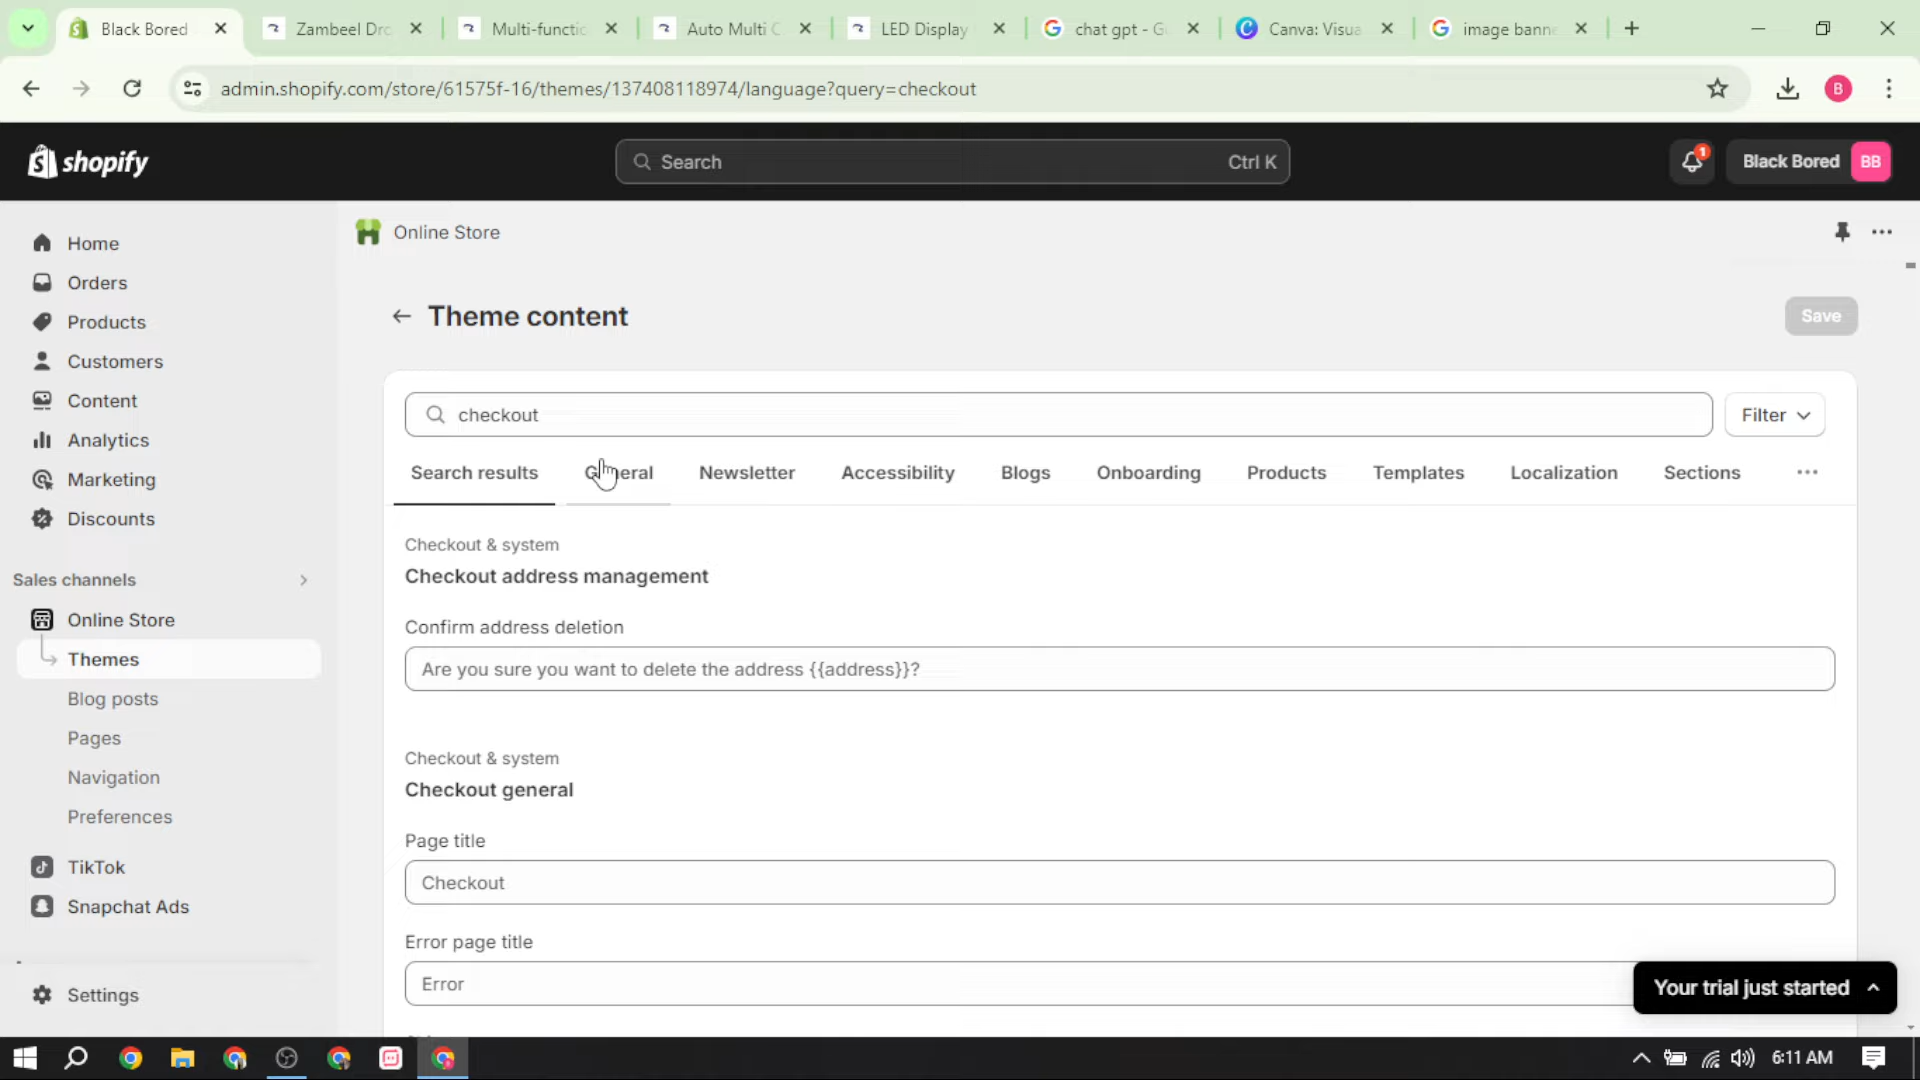 Black Bored
Zambeel Dro
Multi-functio
Auto Multi C
LED Display
chat gpt - G
Canva: Visua
image bann
admin.shopify.com/store/61575f-16/themes/137408118974/language?query=checkout
B
shopify
Search
Ctrl K
1
Black Bored
BB
Home
Orders
Products
Customers
Content
Analytics
Marketing
Discounts
Sales channels
Online Store
Themes
Blog posts
Pages
Navigation
Preferences
TikTok
Snapchat Ads
Settings
Online Store
Theme content
Save
checkout
Filter
Search results
General
Newsletter
Accessibility
Blogs
Onboarding
Products
Templates
Localization
Sections
Checkout & system
Checkout address management
Confirm address deletion
Are you sure you want to delete the address {{address}}?
Checkout & system
Checkout general
Page title
Checkout
Error page title
Error
Your trial just started
6:11 AM